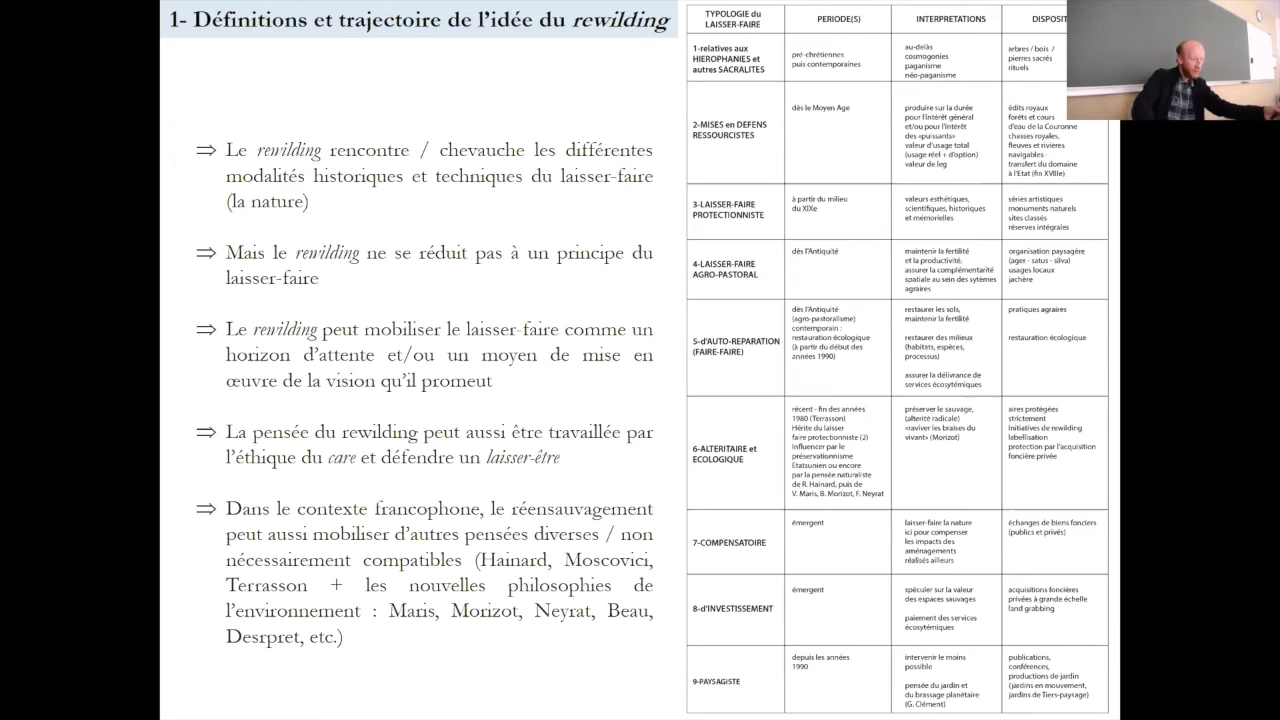 1- Définitions et trajectoire de l'idée du rewilding
⇒ Le rewilding rencontre / chevauche les différentes
modalités historiques et techniques du laisser-faire
(la nature)
⇒ Mais le rewilding ne se réduit pas à un principe du
laisser-faire
⇒ Le rewilding peut mobiliser le laisser-faire comme un
horizon d'attente et/ou un moyen de mise en
œuvre de la vision qu'il promeut
⇒ La pensée du rewilding peut aussi être travaillée par
l'éthique du care et défendre un laisser-être
⇒ Dans le contexte francophone, le réensauvagement
peut aussi mobiliser d'autres pensées diverses / non
nécessairement compatibles (Hainard, Moscovici,
Terrasson + les nouvelles philosophies de
l'environnement : Maris, Morizot, Neyrat, Beau,
Desrpret, etc.)
TYPOLOGIE du
LAISSER-FAIRE
PERIODE(S)
INTERPRETATIONS
DISPOSIT
1-relatives aux
HIEROPHANIES et
autres SACRALITES
pré-chrétiennes
puis contemporaines
au-delàs
cosmogonies
paganisme
néo-paganisme
arbres / bois /
pierres sacrés
rituels
2-MISES en DEFENS
RESSOURCISTES
dès le Moyen Age
produire sur la durée
pour l'intérêt général
et/ou pour l'intérêt
des «puissants»
valeur d'usage total
(usage réel + d'option)
valeur de leg
édits royaux
forêts et cours
d'eau de la Couronne
chasses royales,
fleuves et rivières
navigables -
transfert du domaine
à l'Etat (fin XVIIIe)
3-LAISSER-FAIRE
PROTECTIONNISTE
à partir du milieu
du XIXe
valeurs esthétiques,
scientifiques, historiques
et mémorielles
séries artistiques
monuments naturels
sites classés
réserves intégrales
4-LAISSER-FAIRE
AGRO-PASTORAL
dès l'Antiquité
maintenir la fertilité
et la productivité,
assurer la complémentarité
spatiale au sein des sytèmes
agraires
organisation paysagère
(ager - satus - silva)
usages locaux
jachère
5-d'AUTO-REPARATION
(FAIRE-FAIRE)
dès l'Antiquité
(agro-pastoralisme)
contemporain :
restauration écologique
(à partir du début des
années 1990)
restaurer les sols,
maintenir la fertilité
restaurer des milieux
(habitats, espèces,
processus)
assurer la délivrance de
services écosytémiques
pratiques agraires
restauration écologique
6-ALTERITAIRE et
ECOLOGIQUE
récent - fin des années
1980 (Terrasson)
Hérite du laisser
faire protectionniste (2)
Influencer par le
préservationnisme
Etatsunien ou encore
par la pensée naturaliste
de R. Hainard, puis de
V. Maris, B. Morizot, F. Neyrat
préserver le sauvage,
(alterité radicale)
«raviver les braises du
vivant» (Morizot)
aires protégées
strictement
Initiatives de rewilding
labellisation
protection par l'acquisition
foncière privée
7-COMPENSATOIRE
émergent
laisser-faire la nature
ici pour compenser
les impacts des
aménagements
réalisés ailleurs
échanges de biens fonciers
(publics et privés)
8-d'INVESTISSEMENT
émergent
spéculer sur la valeur
des espaces sauvages
paiement des services
écosytémiques
acquisitions foncières
privées à grande échelle
land grabbing
9-PAYSAGISTE
depuis les années
1990
intervenir le moins
possible
pensée du jardin et
du brassage planétaire
(G. Clément)
publications,
conférences,
productions de jardin
(jardins en mouvement,
jardins de Tiers-paysage)